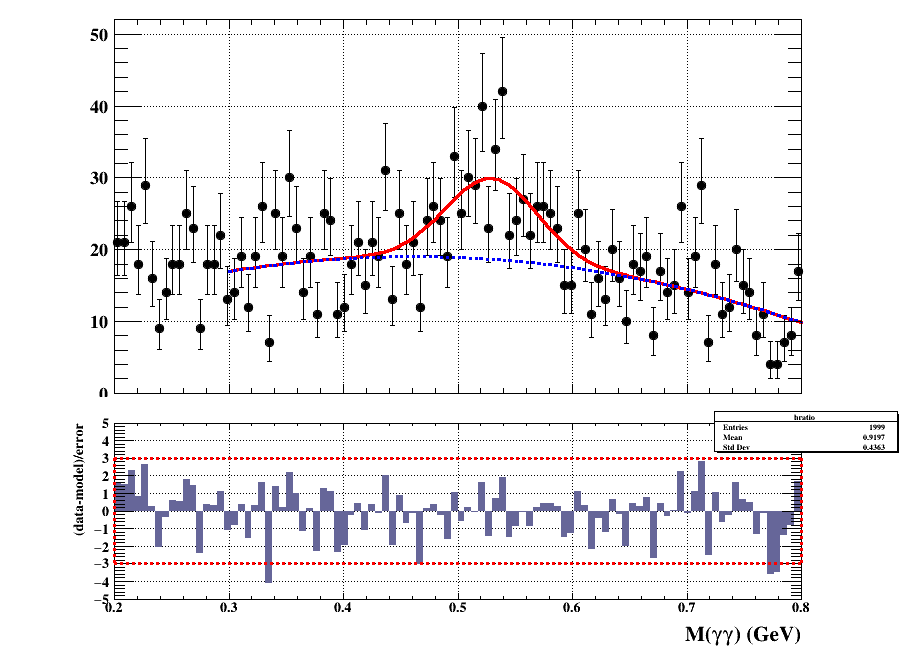 50
40
30
20
10
0
hratio
Entries 1999
Mean 0.9197
Std Dev 0.4363
(data-model)/error
5
4
3
2
1
0
−1
−2
−3
−4
−5
0.2 0.3 0.4 0.5 0.6 0.7 0.8
M(γγ) (GeV)